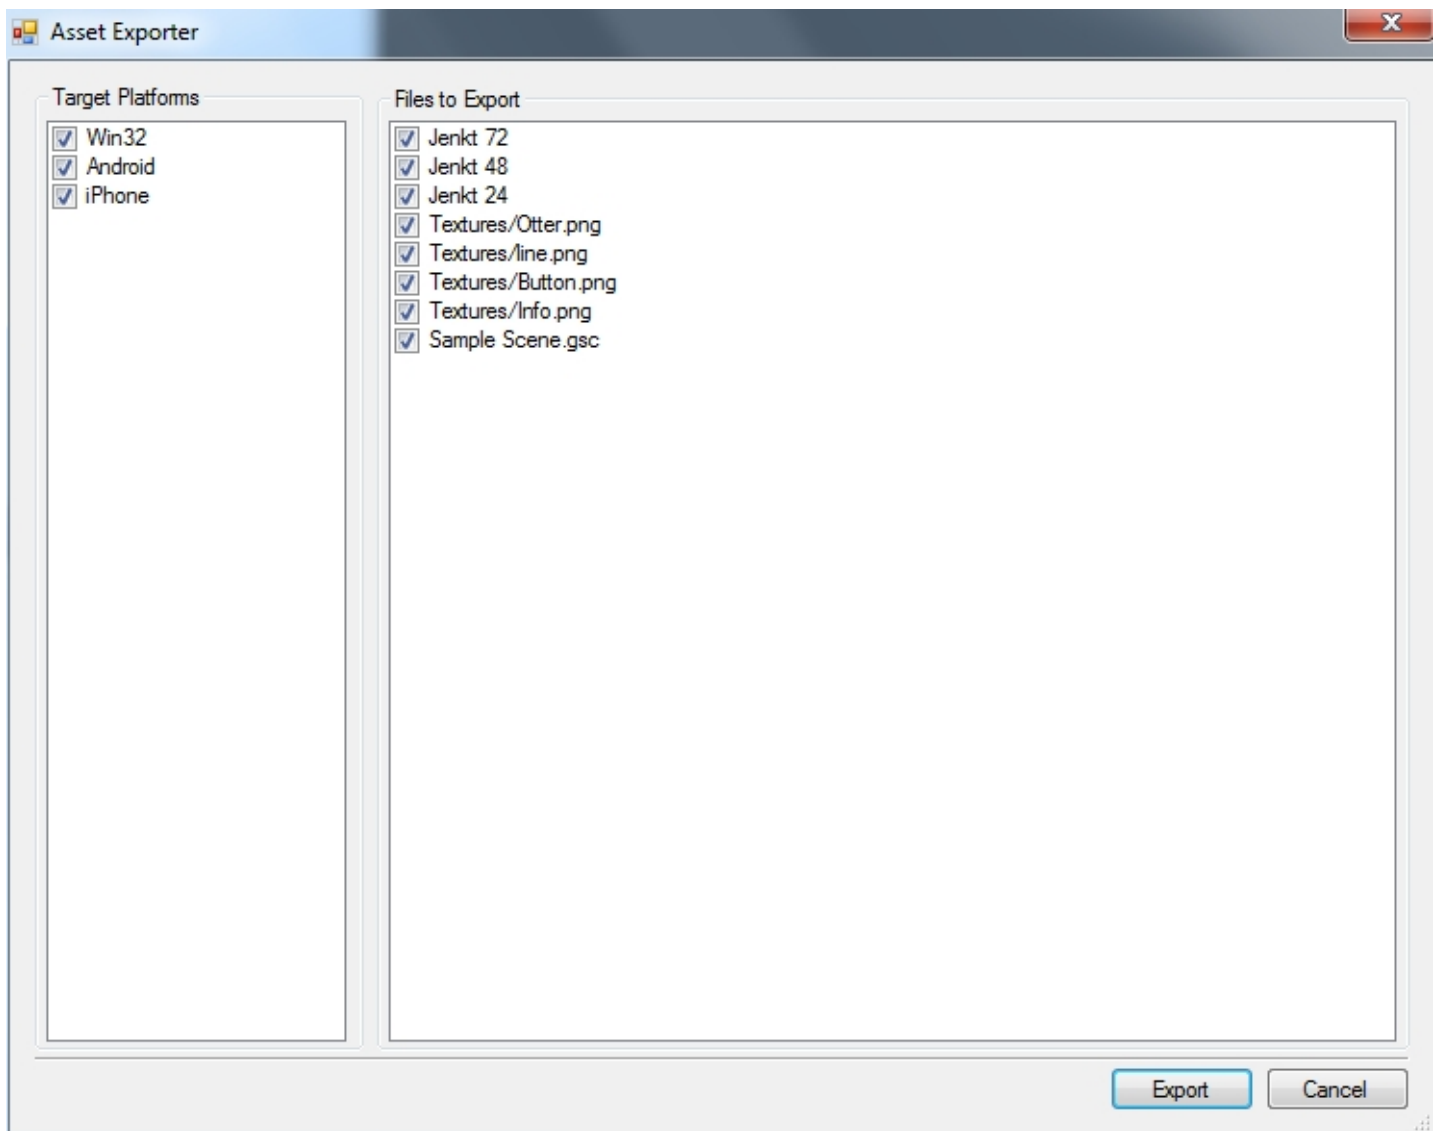 Asset Exporter
Target Platforms
Win32
Android
iPhone
Files to Export
Jenkt 72
Jenkt 48
Jenkt 24
Textures/Otter.png
Textures/line.png
Textures/Button.png
Textures/Info.png
Sample Scene.gsc
Export
Cancel